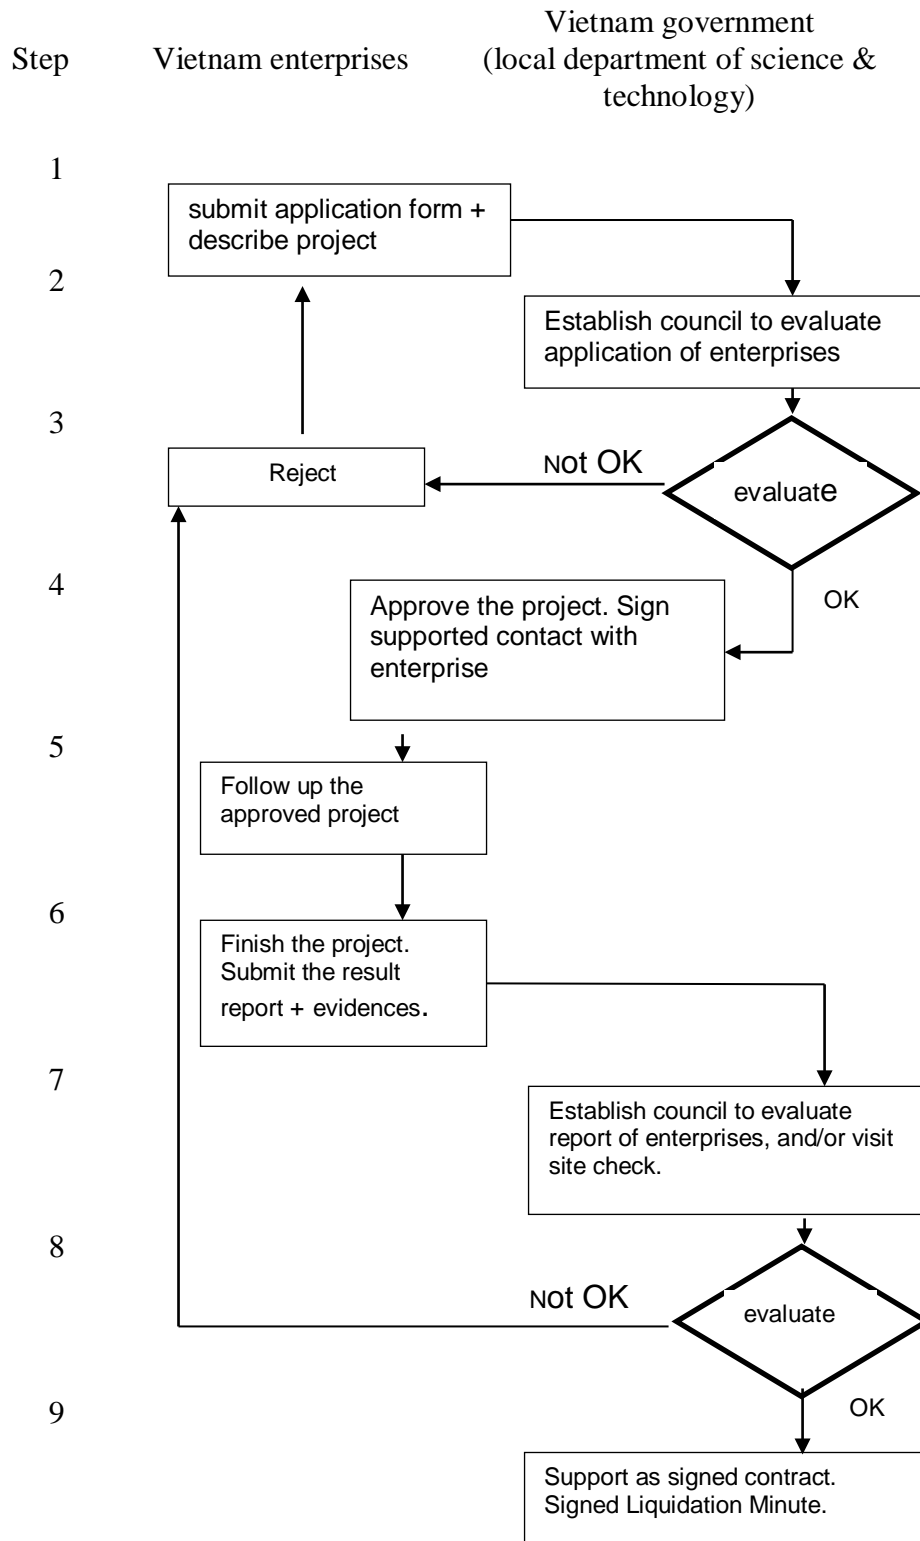 Vietnam government
Step Vietnam enterprises (local department of science &
technology)
1
submit application form +
describe project
2
Establish council to evaluate
application of enterprises
3
Reject
Not OK
evaluate
4
OK
Approve the project. Sign
supported contact with
enterprise
5
Follow up the
approved project
6
Finish the project.
Submit the result
report + evidences.
7
Establish council to evaluate
report of enterprises, and/or visit
site check.
8
Not OK
evaluate
9
OK
Support as signed contract.
Signed Liquidation Minute.